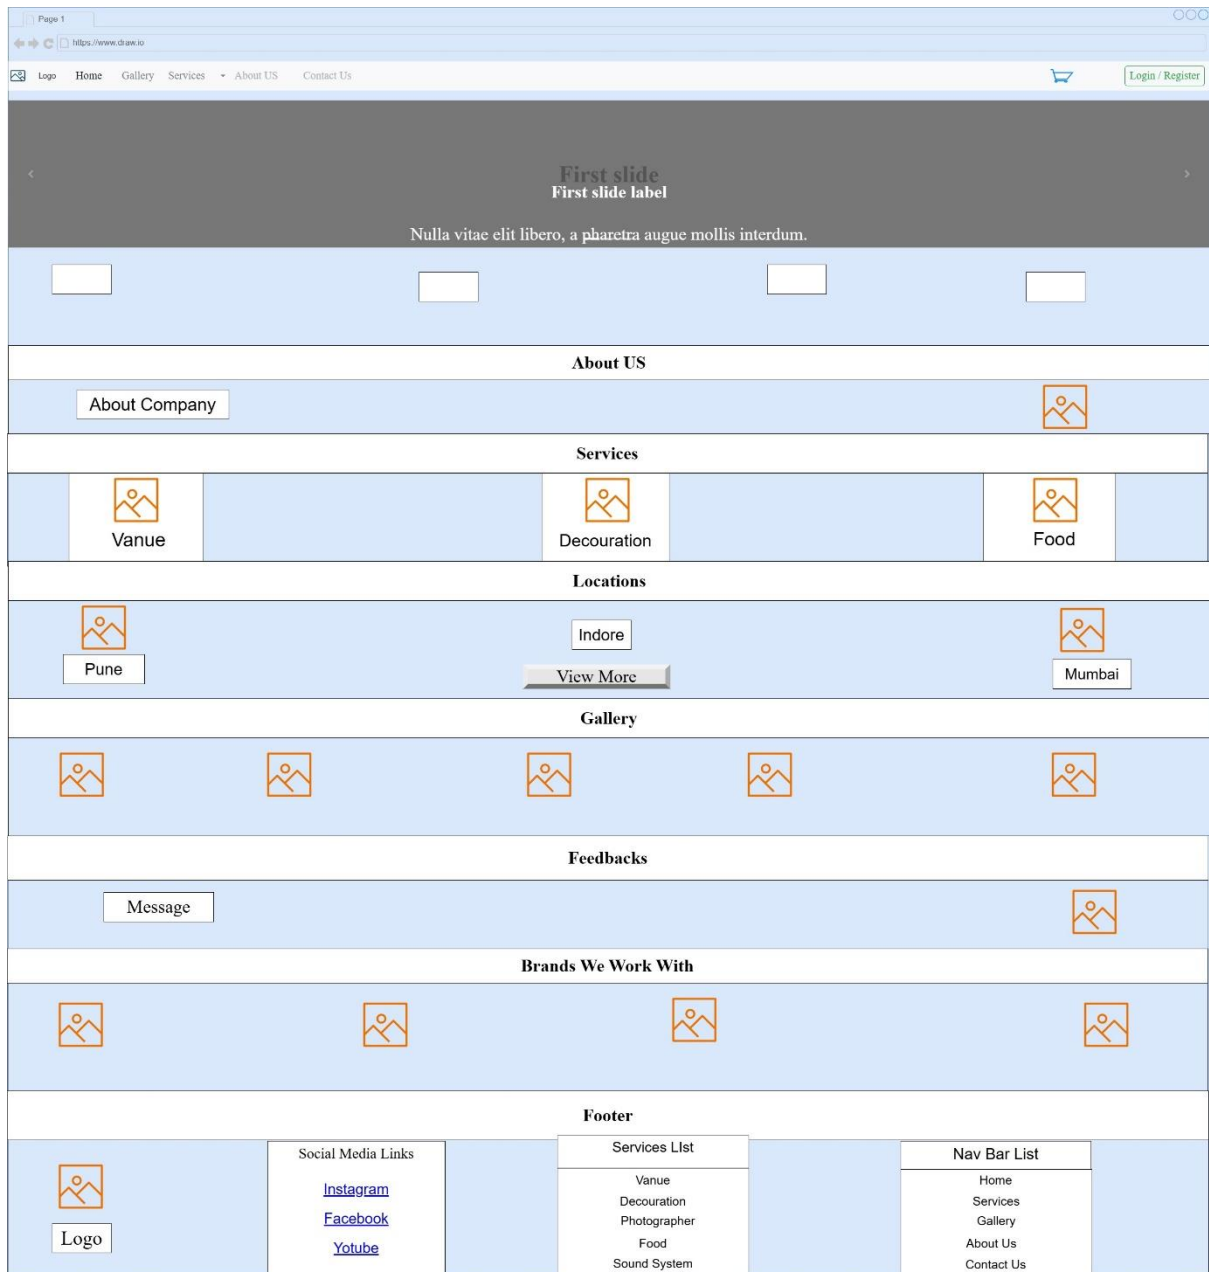 Page 1
https://www.draw.io
Logo Home Gallery Services About US Contact Us Login / Register
First slide
First slide label
Nulla vitae elit libero, a pharetra augue mollis interdum.
About US
About Company
Services
Vanue Decouration Food
Locations
Pune Indore Mumbai
View More
Gallery
Feedbacks
Message
Brands We Work With
Footer
Logo
Social Media Links
Instagram
Facebook
Yotube
Services LIst
Vanue
Decouration
Photographer
Food
Sound System
Nav Bar List
Home
Services
Gallery
About Us
Contact Us